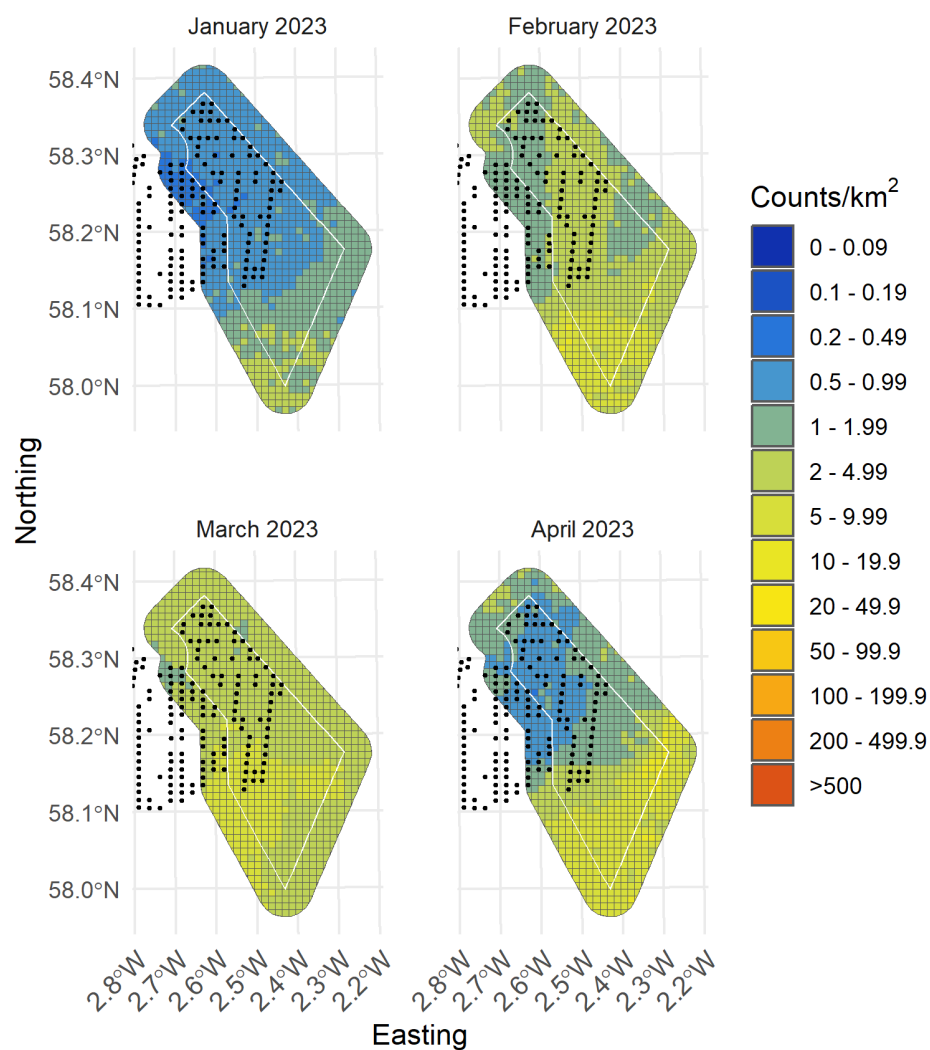 January 2023
February 2023
58.4°N
58.3°N
58.2°N
58.1°N
58.0°N
March 2023
April 2023
58.4°N
58.3°N
58.2°N
58.1°N
58.0°N
2.8°W
2.7°W
2.6°W
2.5°W
2.4°W
2.3°W
2.2°W
2.8°W
2.7°W
2.6°W
2.5°W
2.4°W
2.3°W
2.2°W
Northing
Easting
Counts/km²
0 - 0.09
0.1 - 0.19
0.2 - 0.49
0.5 - 0.99
1 - 1.99
2 - 4.99
5 - 9.99
10 - 19.9
20 - 49.9
50 - 99.9
100 - 199.9
200 - 499.9
>500